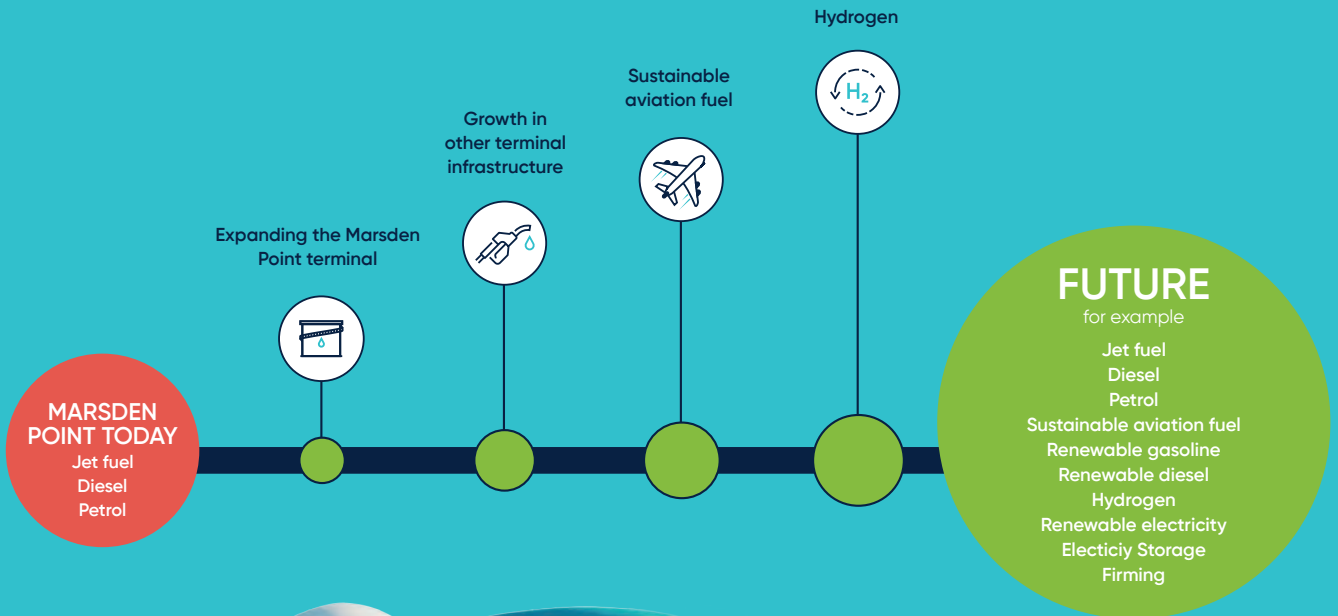 MARSDEN
POINT TODAY
Jet fuel
Diesel
Petrol
Expanding the Marsden
Point terminal
Growth in
other terminal
infrastructure
Sustainable
aviation fuel
Hydrogen
H2
FUTURE
for example
Jet fuel
Diesel
Petrol
Sustainable aviation fuel
Renewable gasoline
Renewable diesel
Hydrogen
Renewable electricity
Electiciy Storage
Firming